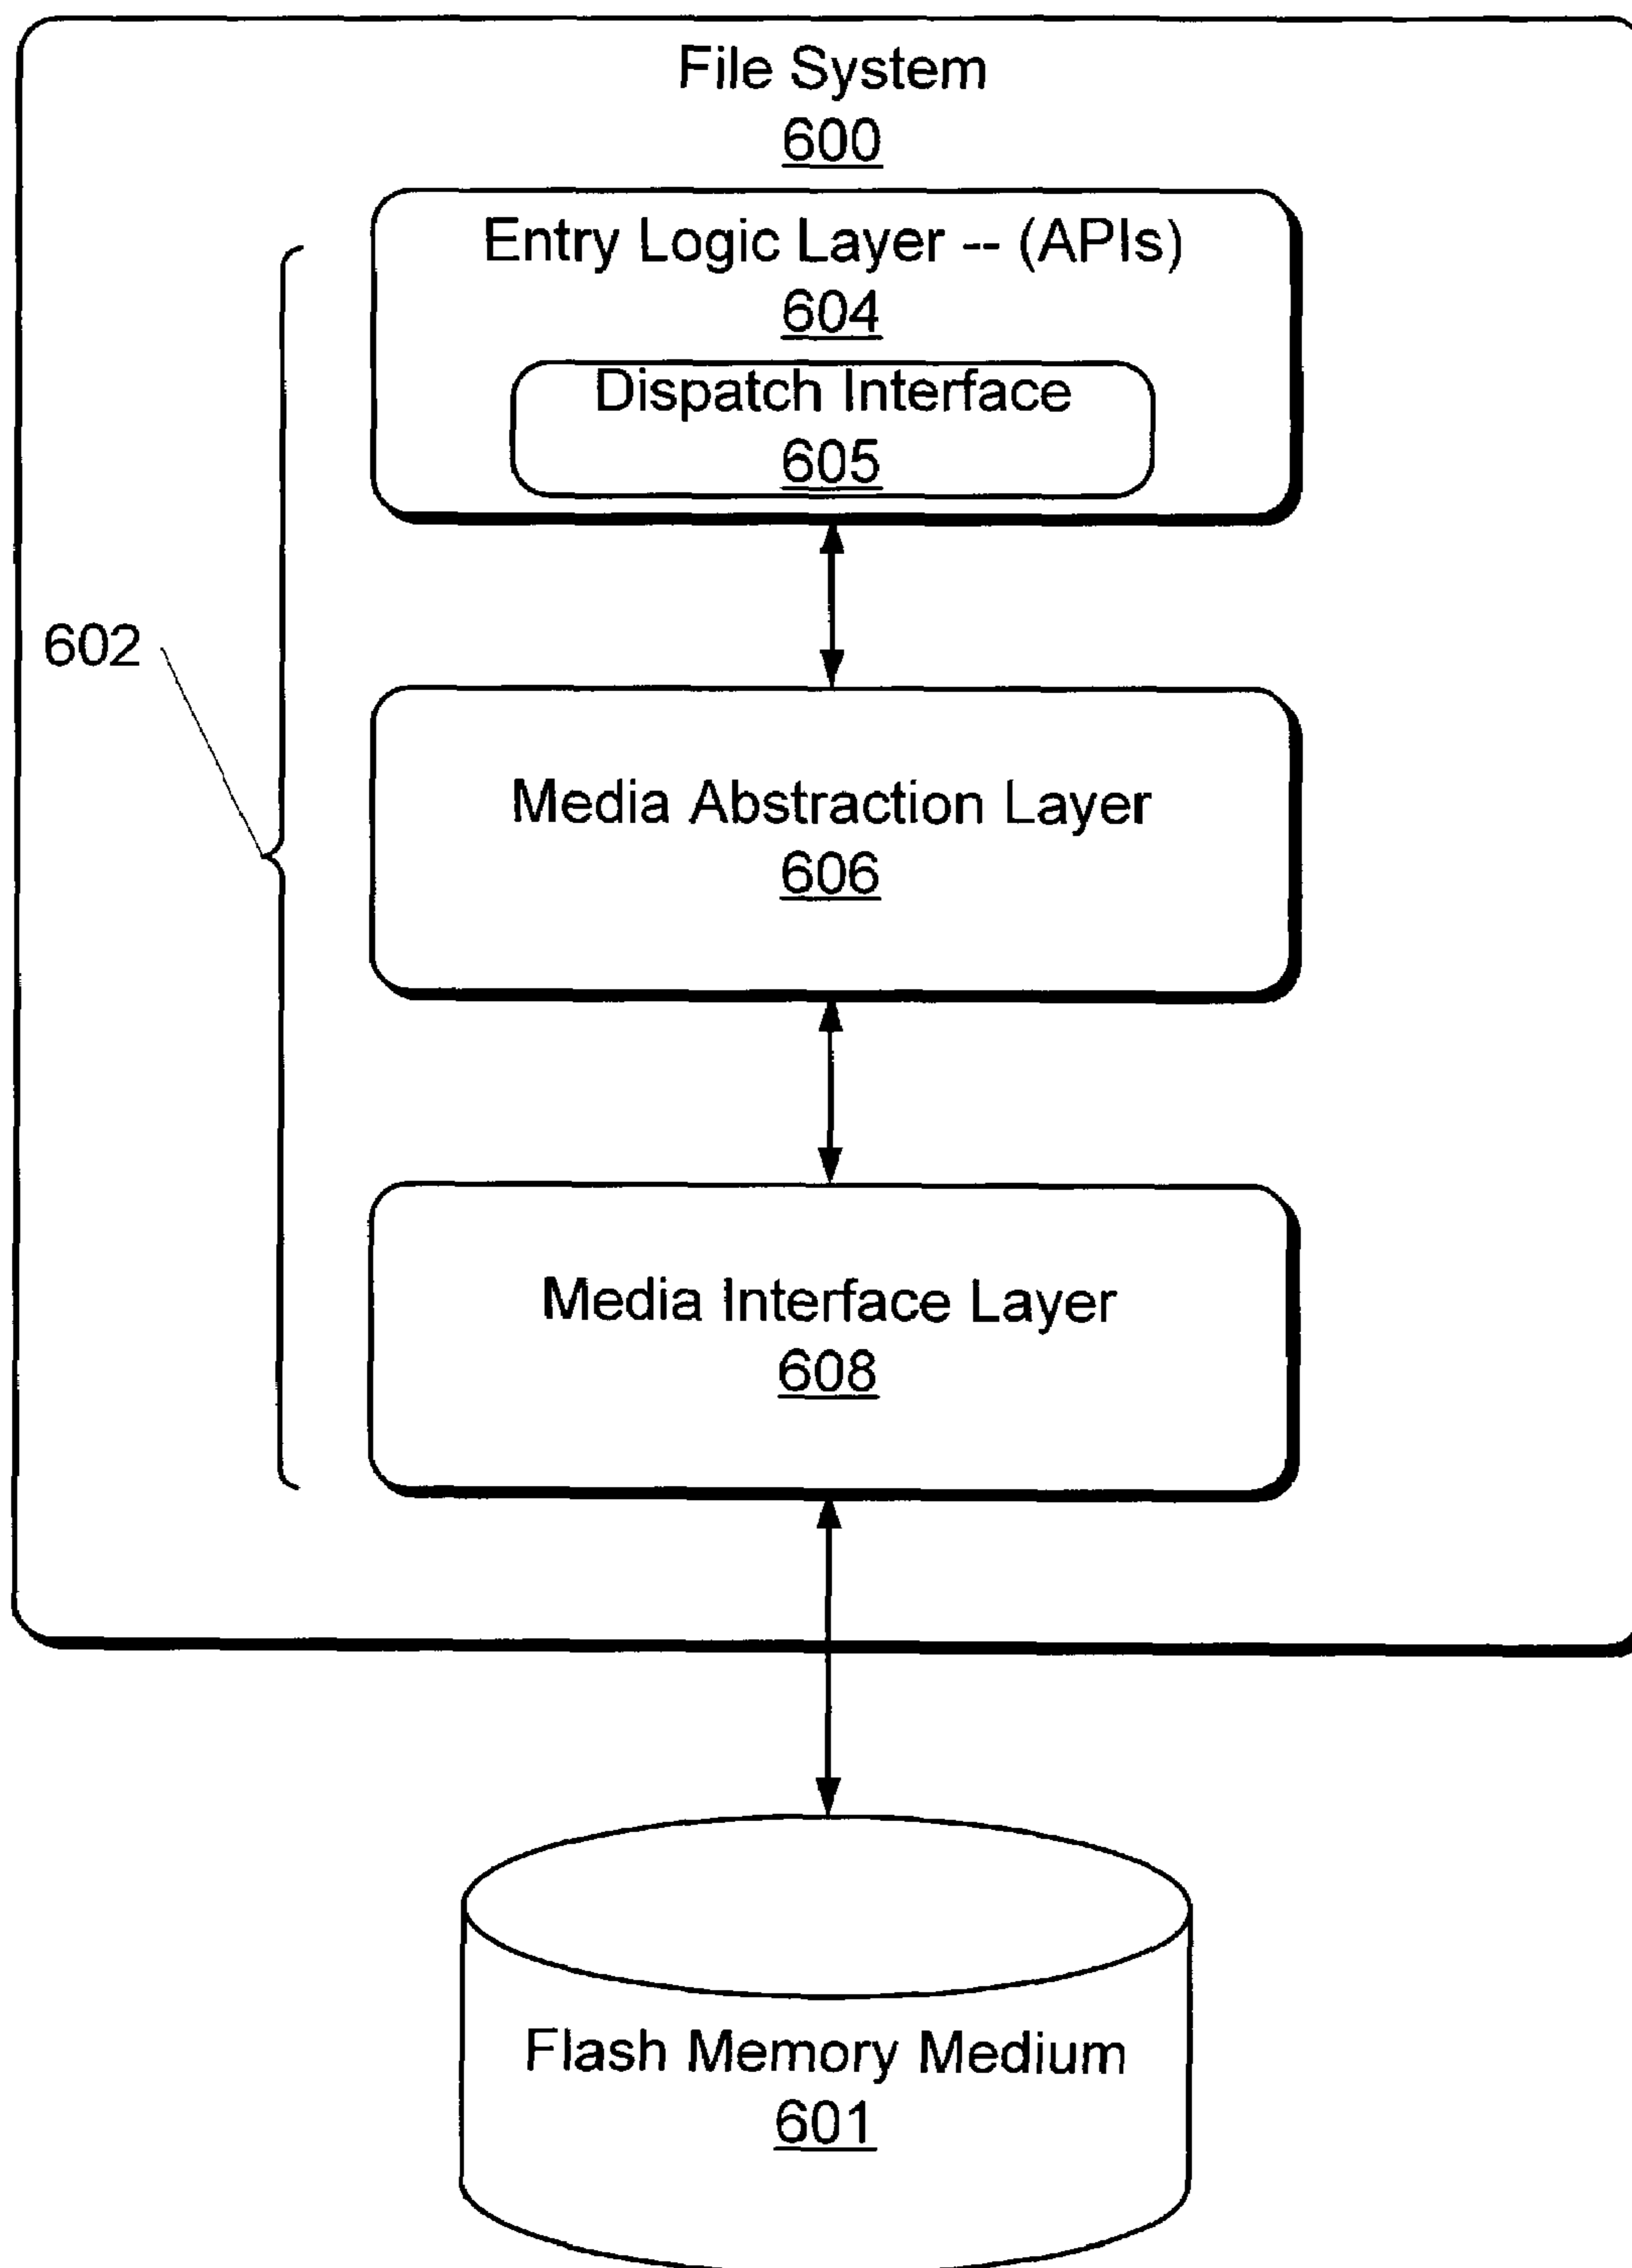 File System
600
Entry Logic Layer -- (APIs)
604
Dispatch Interface
605
602
Media Abstraction Layer
606
Media Interface Layer
608
Flash Memory Medium
601